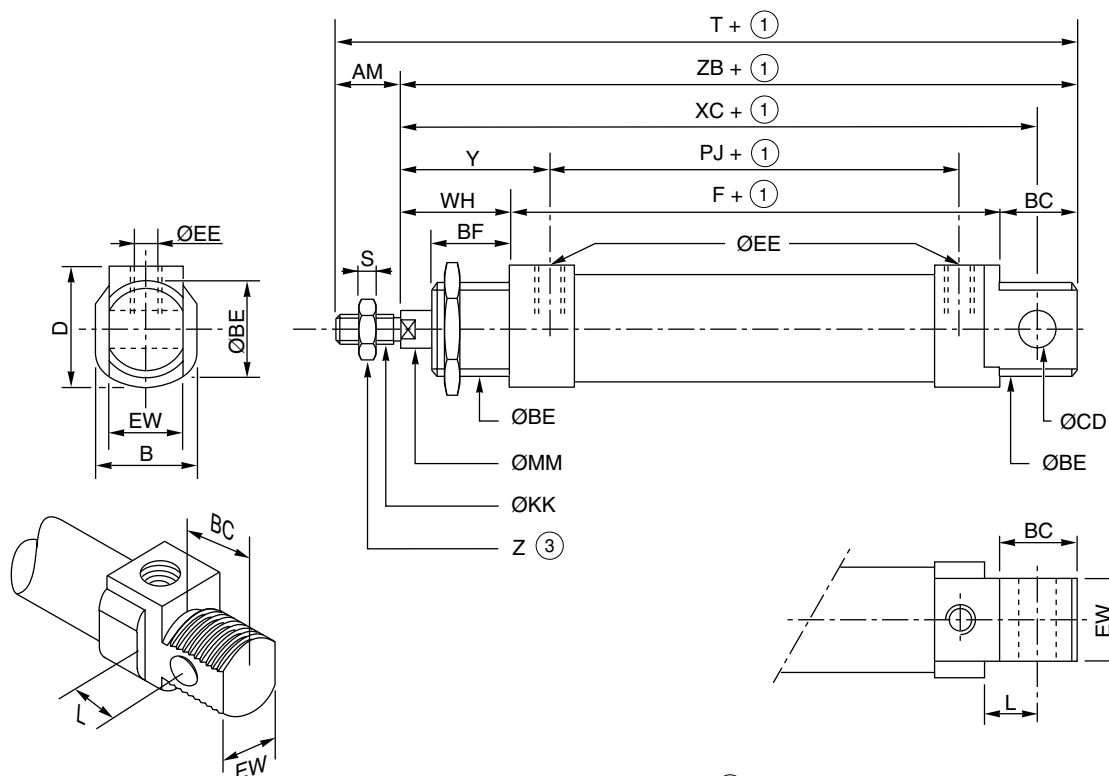 T + ①
AM
ZB + ①
XC + ①
Y
PJ + ①
WH
F + ①
BC
BF
ØEE
S
ØEE
D
ØBE
EW
B
ØBE
ØCD
ØMM
ØBE
ØKK
Z ③
BC
L
EW
BC
EW
L